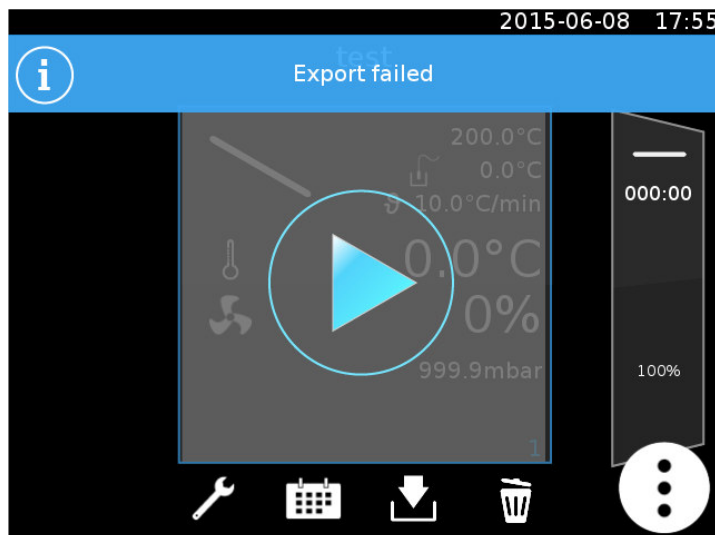 2015-06-08 17:55
test
Export failed
200.0°C
0.0°C
ϑ 10.0°C/min
0.0°C
0%
999.9mbar
1
000:00
100%